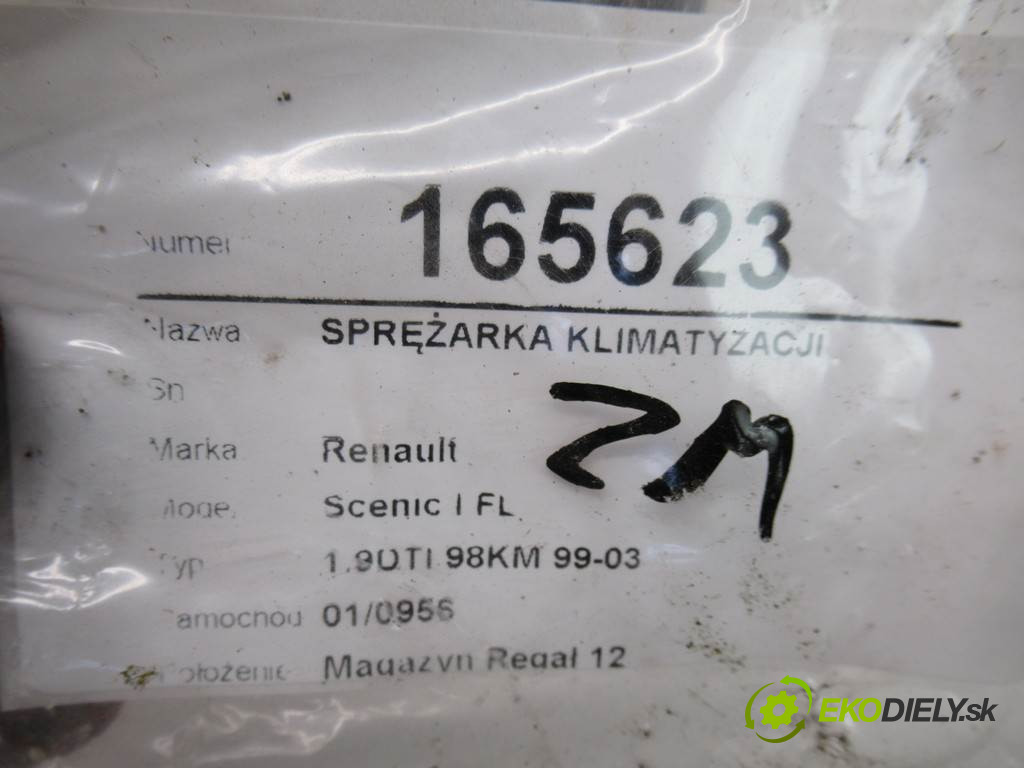 Numer 165623
Nazwa SPRĘŻARKA KLIMATYZACJI
Sn
Marka Renault
Model Scenic I FL
Typ 1.9DTI 98KM 99-03
Samochód 01/0956
Położenie Magazyn Regał 12
ZM
EKODIELY.sk